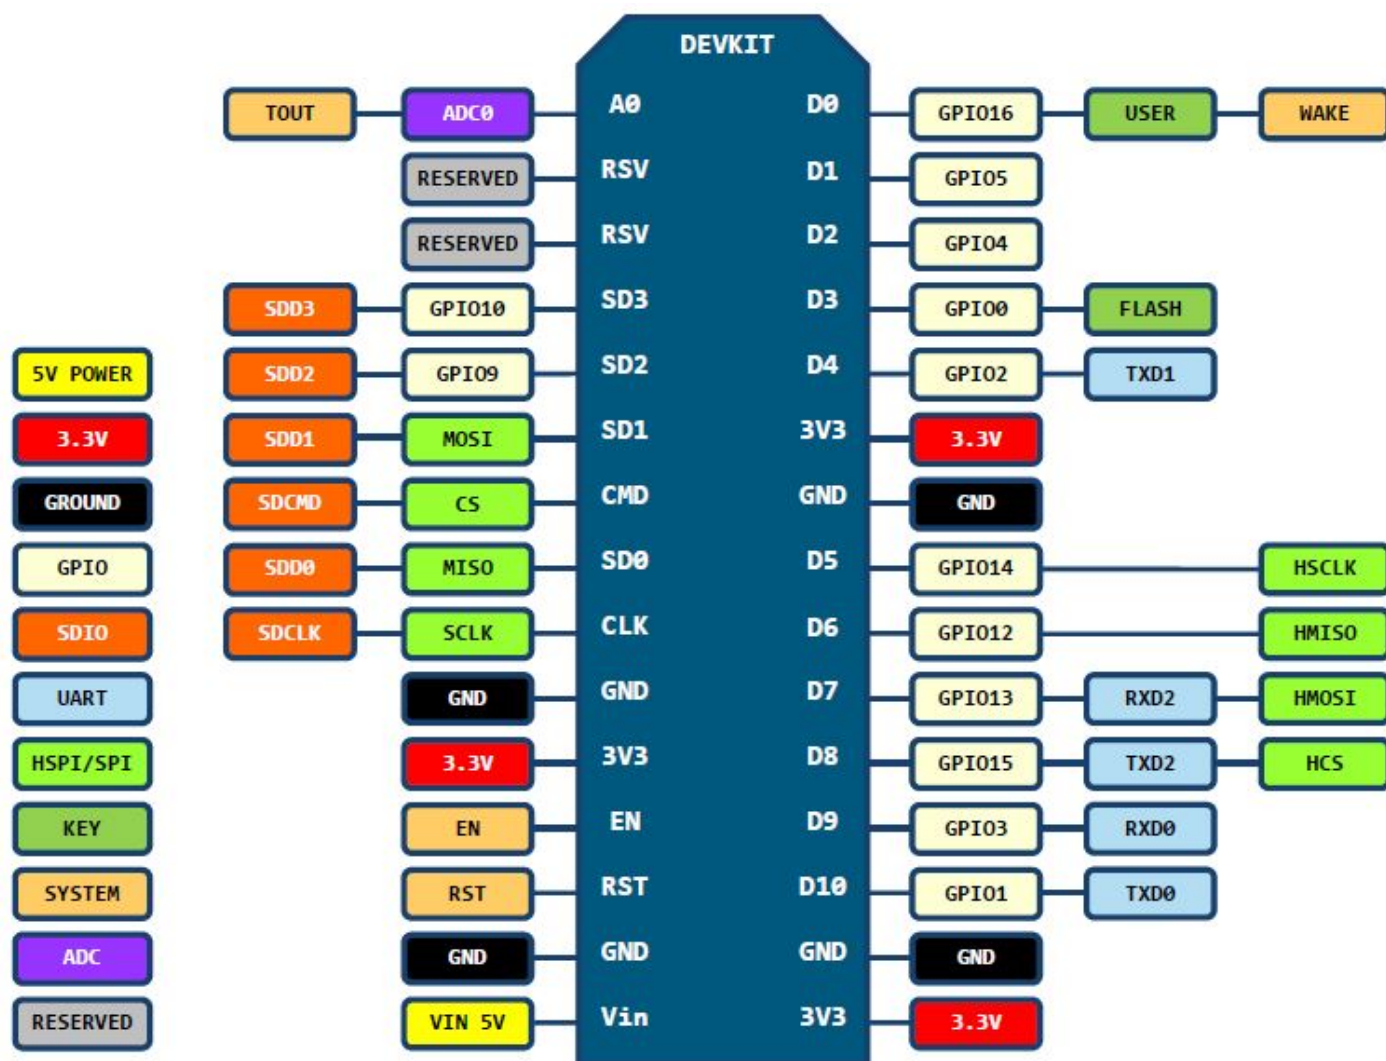 DEVKIT
TOUT ADC0 A0 D0 GPIO16 USER WAKE
RESERVED RSV D1 GPIO5
RESERVED RSV D2 GPIO4
SDD3 GPIO10 SD3 D3 GPIO0 FLASH
5V POWER SDD2 GPIO9 SD2 D4 GPIO2 TXD1
3.3V SDD1 MOSI SD1 3V3 3.3V
GROUND SDCMD CS CMD GND GND
GPIO SDD0 MISO SD0 D5 GPIO14 HSCLK
SDIO SDCLK SCLK CLK D6 GPIO12 HMISO
UART GND GND D7 GPIO13 RXD2 HMOSI
HSPI/SPI 3.3V 3V3 D8 GPIO15 TXD2 HCS
KEY EN EN D9 GPIO3 RXD0
SYSTEM RST RST D10 GPIO1 TXD0
ADC GND GND GND GND
RESERVED VIN 5V Vin 3V3 3.3V